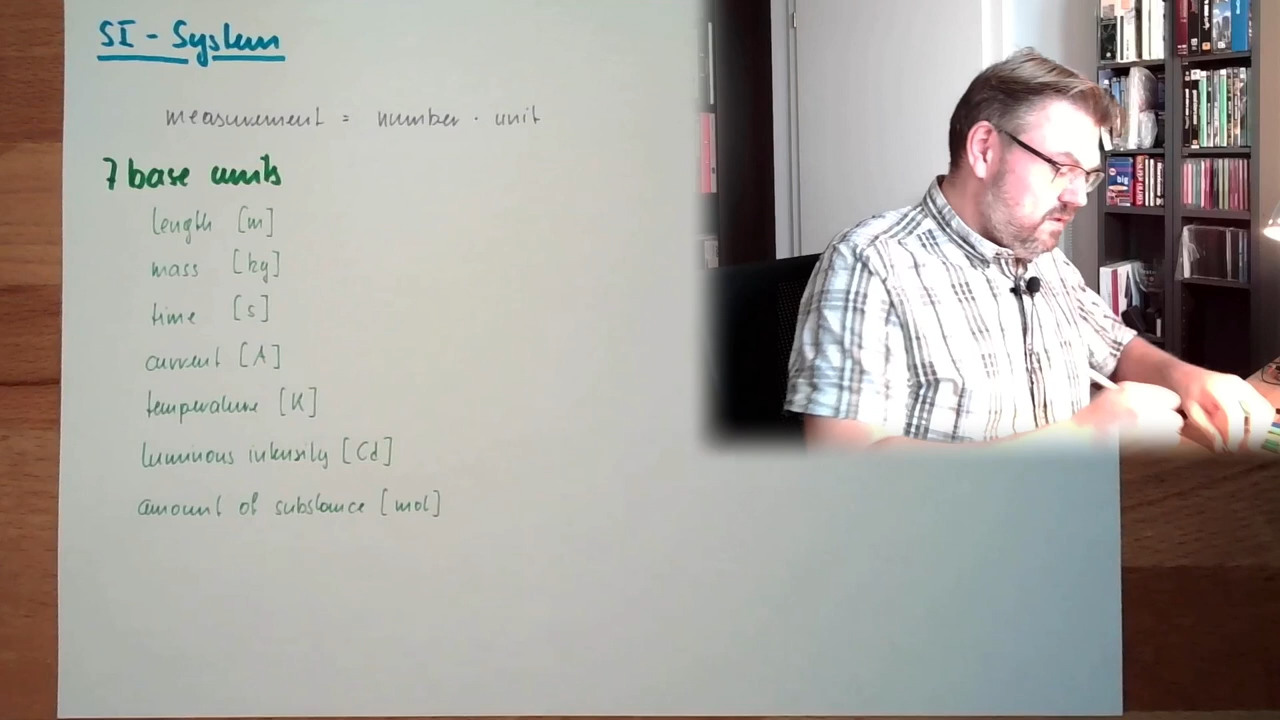 SI - System
measurement = number · unit
7 base units
length [m]
mass [kg]
time [s]
current [A]
temperature [K]
luminous intensity [Cd]
amount of substance [mol]
big